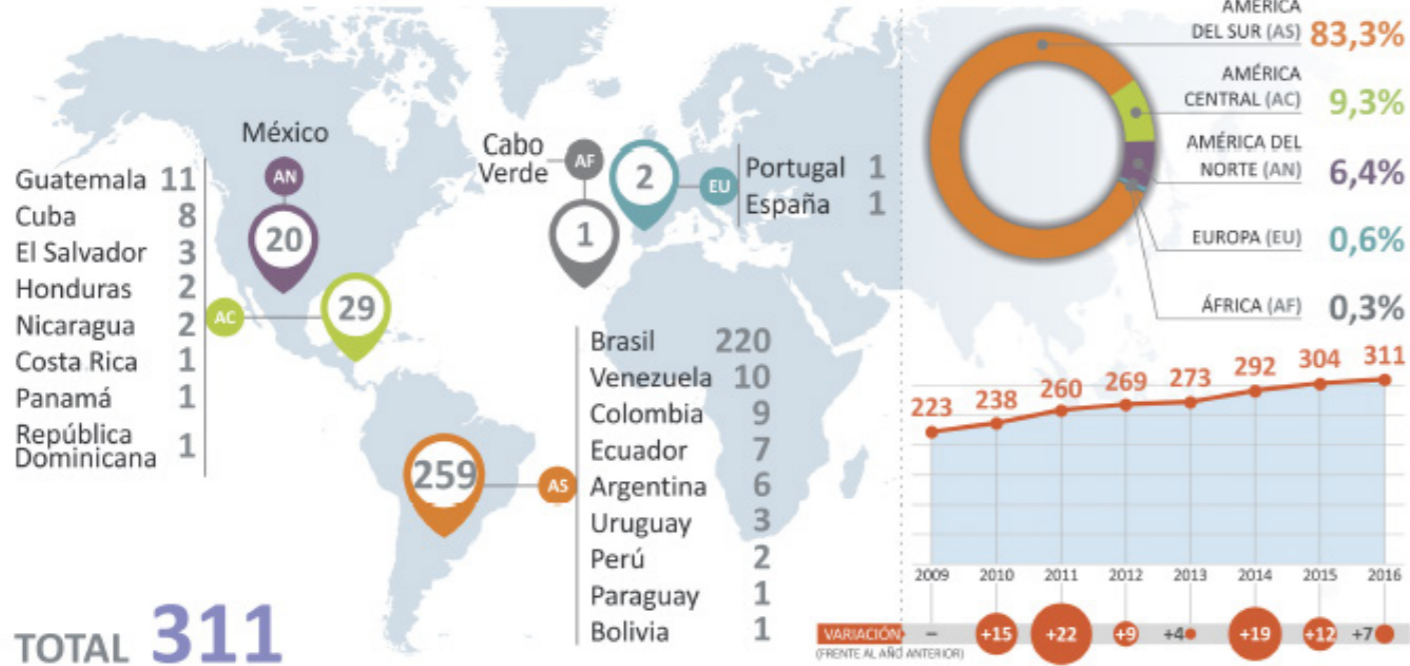 México
AN
20
Guatemala 11
Cuba 8
El Salvador 3
Honduras 2
Nicaragua 2
Costa Rica 1
Panamá 1
República
Dominicana 1
AC
29
Cabo
Verde
AF
1
2
EU
Portugal 1
España 1
259
AS
Brasil 220
Venezuela 10
Colombia 9
Ecuador 7
Argentina 6
Uruguay 3
Perú 2
Paraguay 1
Bolivia 1
TOTAL 311
AMÉRICA
DEL SUR (AS) 83,3%
AMÉRICA
CENTRAL (AC) 9,3%
AMÉRICA DEL
NORTE (AN) 6,4%
EUROPA (EU) 0,6%
ÁFRICA (AF) 0,3%
223 238 260 269 273 292 304 311
2009 2010 2011 2012 2013 2014 2015 2016
VARIACIÓN – +15 +22 +9 +4 +19 +12 +7
(FRENTE AL AÑO ANTERIOR)